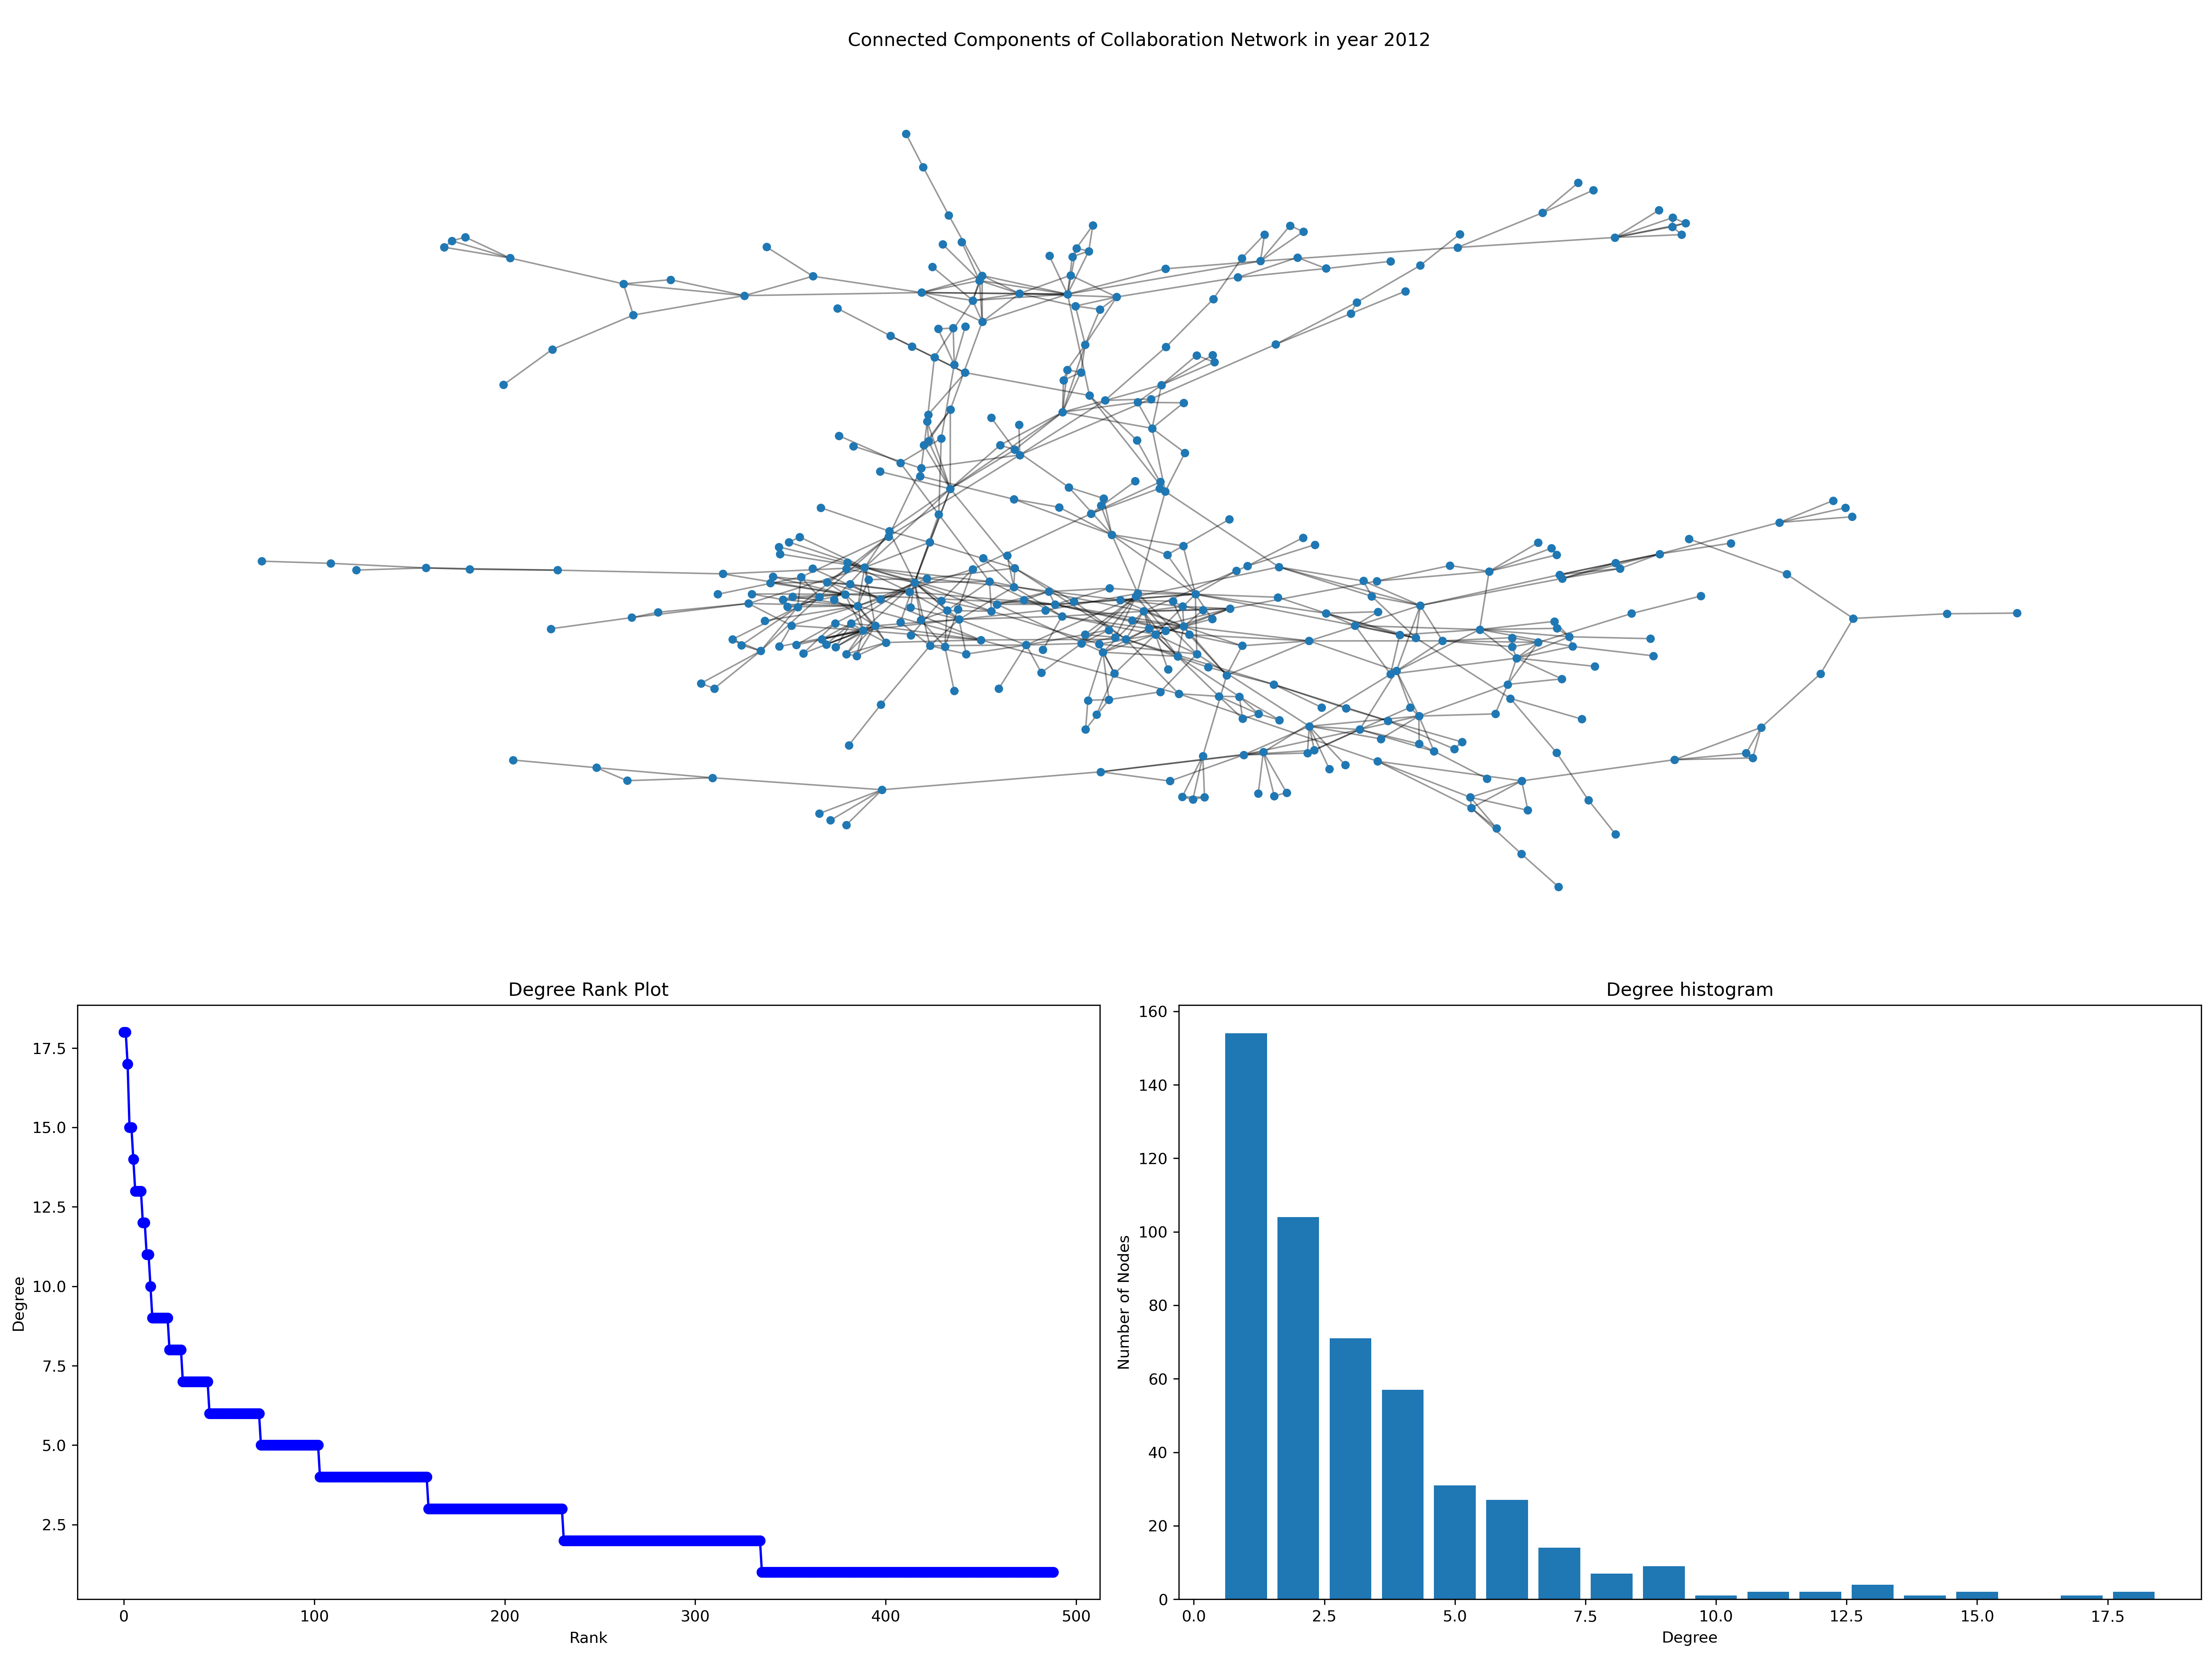 Connected Components of Collaboration Network in year 2012
Degree Rank Plot
17.5
15.0
12.5
10.0
7.5
5.0
2.5
Degree
0 100 200 300 400 500
Rank
Degree histogram
160
140
120
100
80
60
40
20
0
Number of Nodes
0.0 2.5 5.0 7.5 10.0 12.5 15.0 17.5
Degree